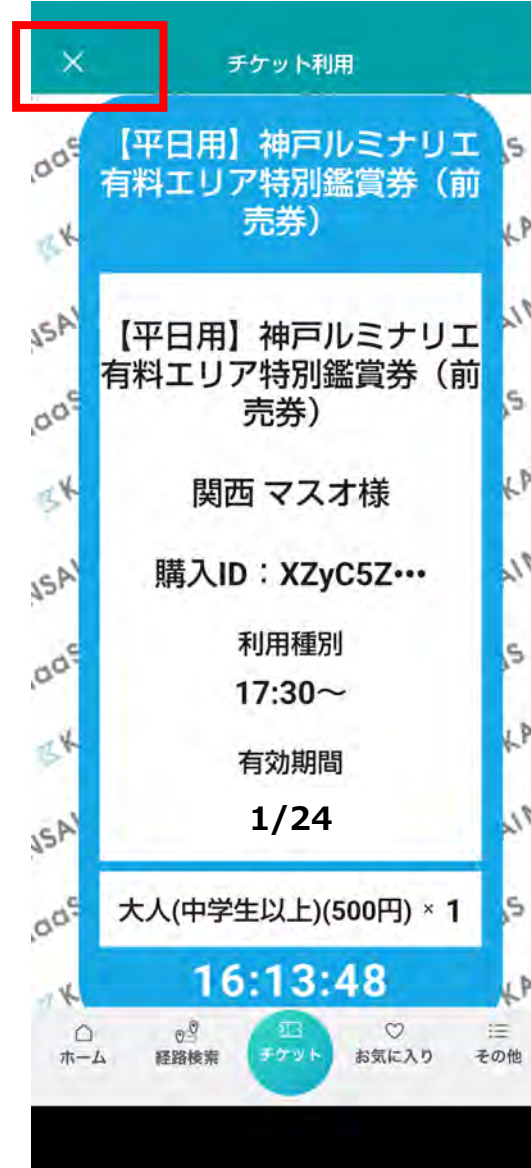 × チケット利用
【平日用】神戸ルミナリエ
有料エリア特別鑑賞券（前
売券）
【平日用】神戸ルミナリエ
有料エリア特別鑑賞券（前
売券）
関西 マスオ様
購入ID：XZyC5Z•••
利用種別
17:30～
有効期間
1/24
大人(中学生以上)(500円) × 1
16:13:48
ホーム 経路検索 チケット お気に入り その他